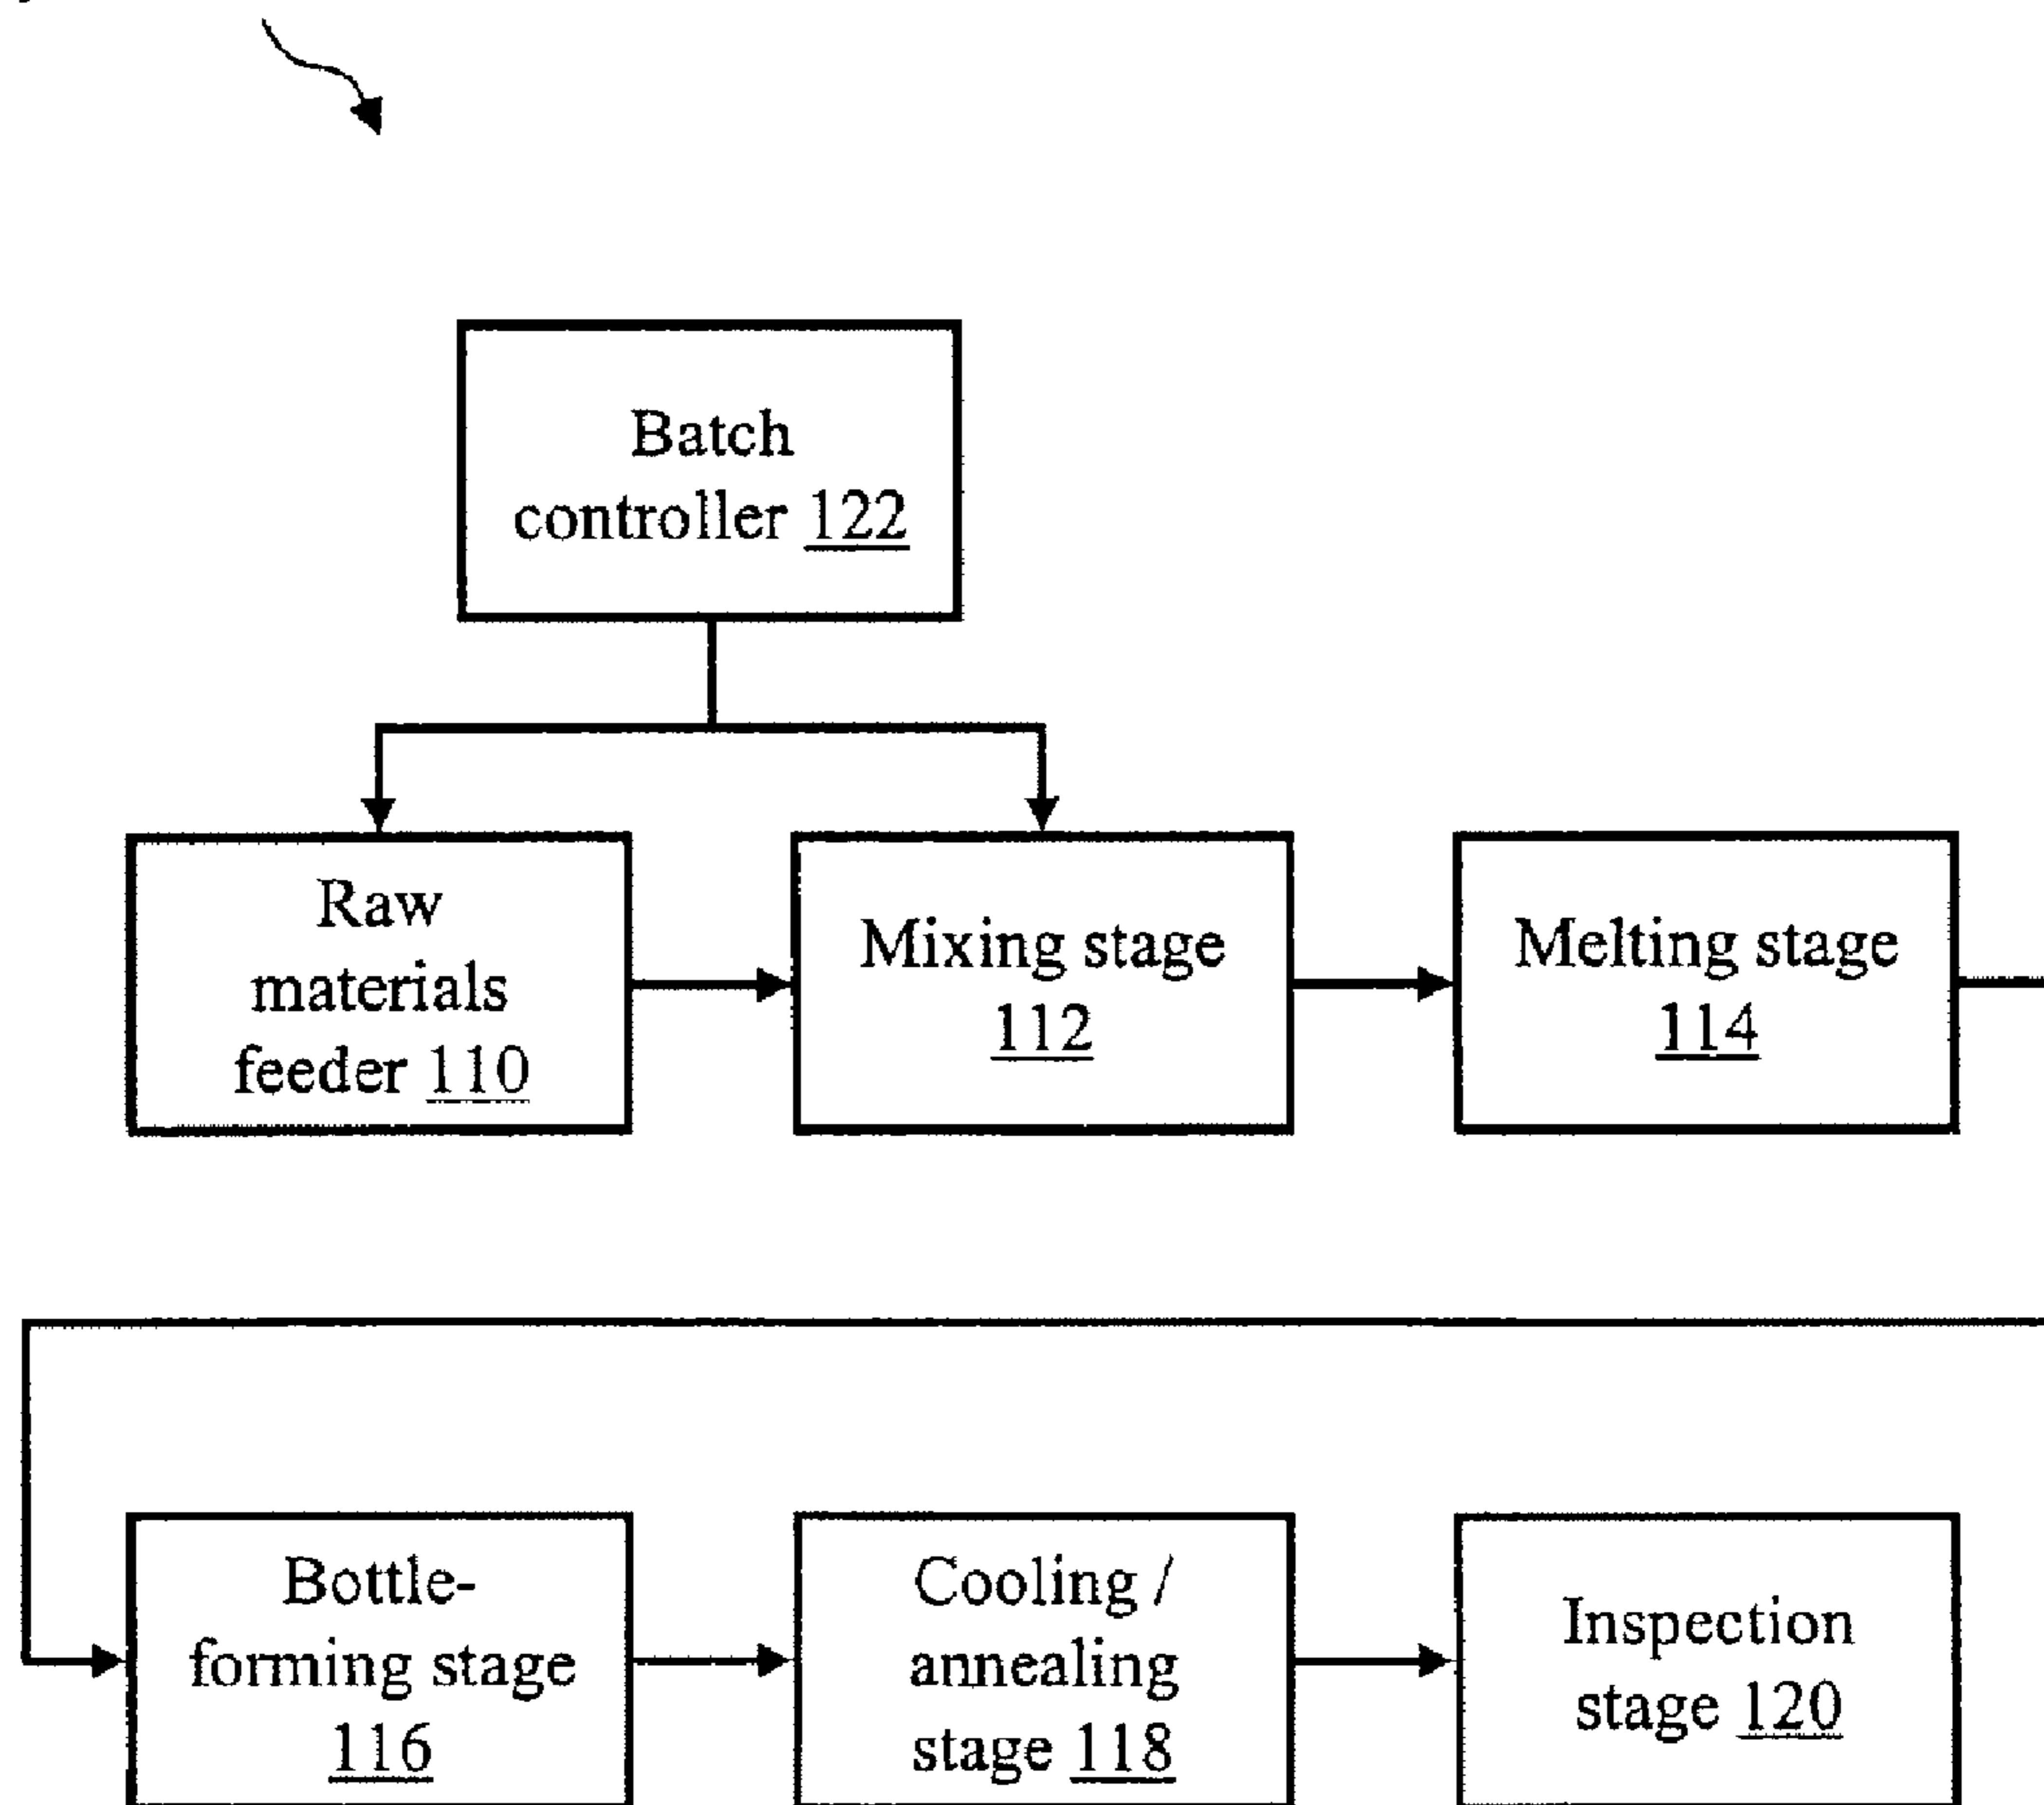 Batch
controller 122
Raw
materials
feeder 110
Mixing stage
112
Melting stage
114
Bottle-
forming stage
116
Cooling /
annealing
stage 118
Inspection
stage 120